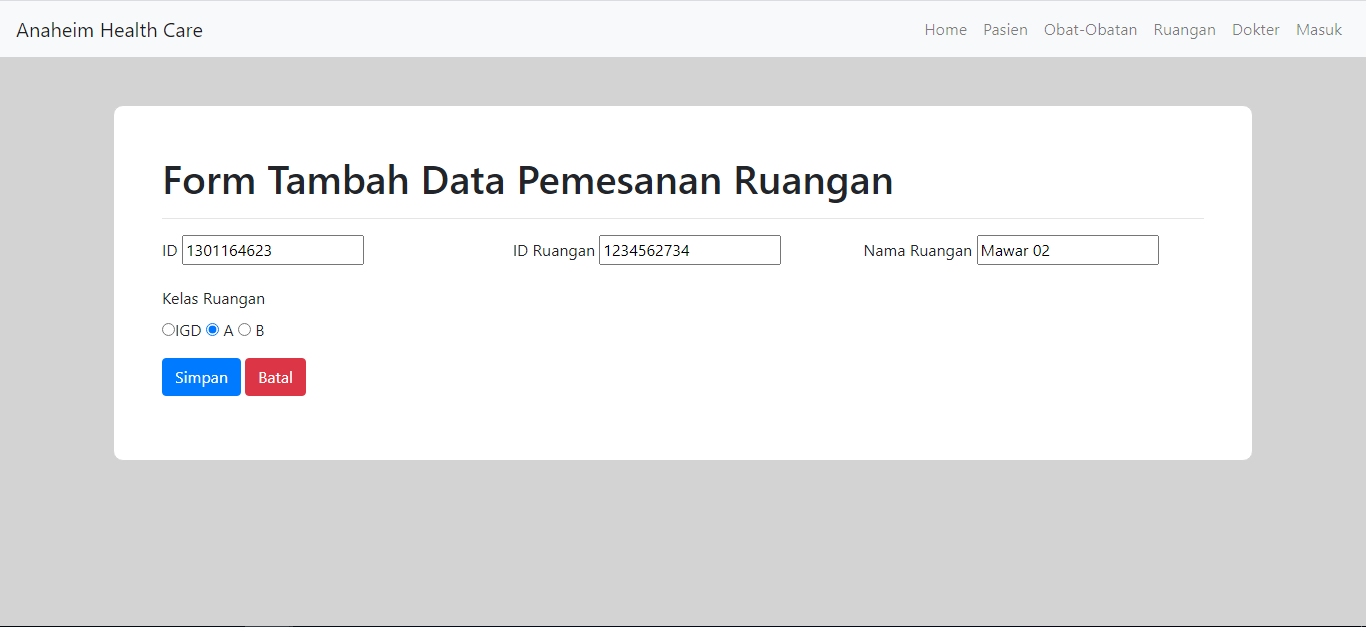 Anaheim Health Care Home Pasien Obat-Obatan Ruangan Dokter Masuk
Form Tambah Data Pemesanan Ruangan
ID 1301164623 ID Ruangan 1234562734 Nama Ruangan Mawar 02
Kelas Ruangan
IGD A B
Simpan Batal